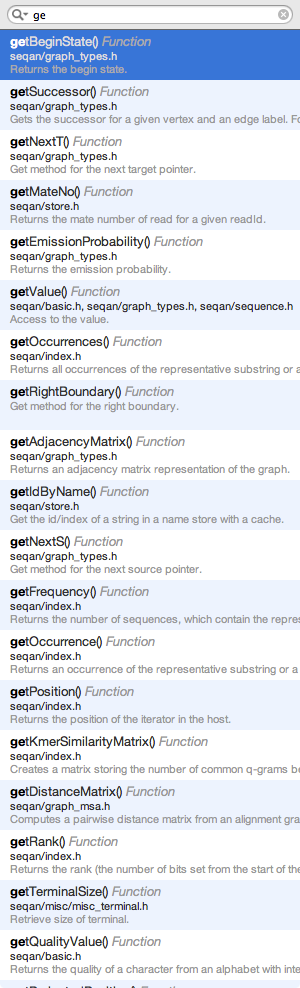 ge
getBeginState() Function
seqan/graph_types.h
Returns the begin state.
getSuccessor() Function
seqan/graph_types.h
Gets the successor for a given vertex and an edge label. Fo
getNextT() Function
seqan/graph_types.h
Get method for the next target pointer.
getMateNo() Function
seqan/store.h
Returns the mate number of read for a given readId.
getEmissionProbability() Function
seqan/graph_types.h
Returns the emission probability.
getValue() Function
seqan/basic.h, seqan/graph_types.h, seqan/sequence.h
Access to the value.
getOccurrences() Function
seqan/index.h
Returns all occurrences of the representative substring or a
getRightBoundary() Function
Get method for the right boundary.
getAdjacencyMatrix() Function
seqan/graph_types.h
Returns an adjacency matrix representation of the graph.
getIdByName() Function
seqan/store.h
Get the id/index of a string in a name store with a cache.
getNextS() Function
seqan/graph_types.h
Get method for the next source pointer.
getFrequency() Function
seqan/index.h
Returns the number of sequences, which contain the repres
getOccurrence() Function
seqan/index.h
Returns an occurrence of the representative substring or a
getPosition() Function
seqan/index.h
Returns the position of the iterator in the host.
getKmerSimilarityMatrix() Function
seqan/index.h
Creates a matrix storing the number of common q-grams be
getDistanceMatrix() Function
seqan/graph_msa.h
Computes a pairwise distance matrix from an alignment gra
getRank() Function
seqan/index.h
Returns the rank (the number of bits set from the start of the
getTerminalSize() Function
seqan/misc/misc_terminal.h
Retrieve size of terminal.
getQualityValue() Function
seqan/basic.h
Returns the quality of a character from an alphabet with inte